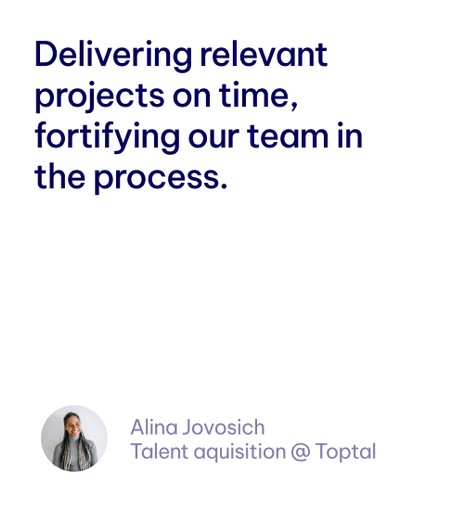 Delivering relevant
projects on time,
fortifying our team in
the process.
Alina Jovosich
Talent aquisition @ Toptal